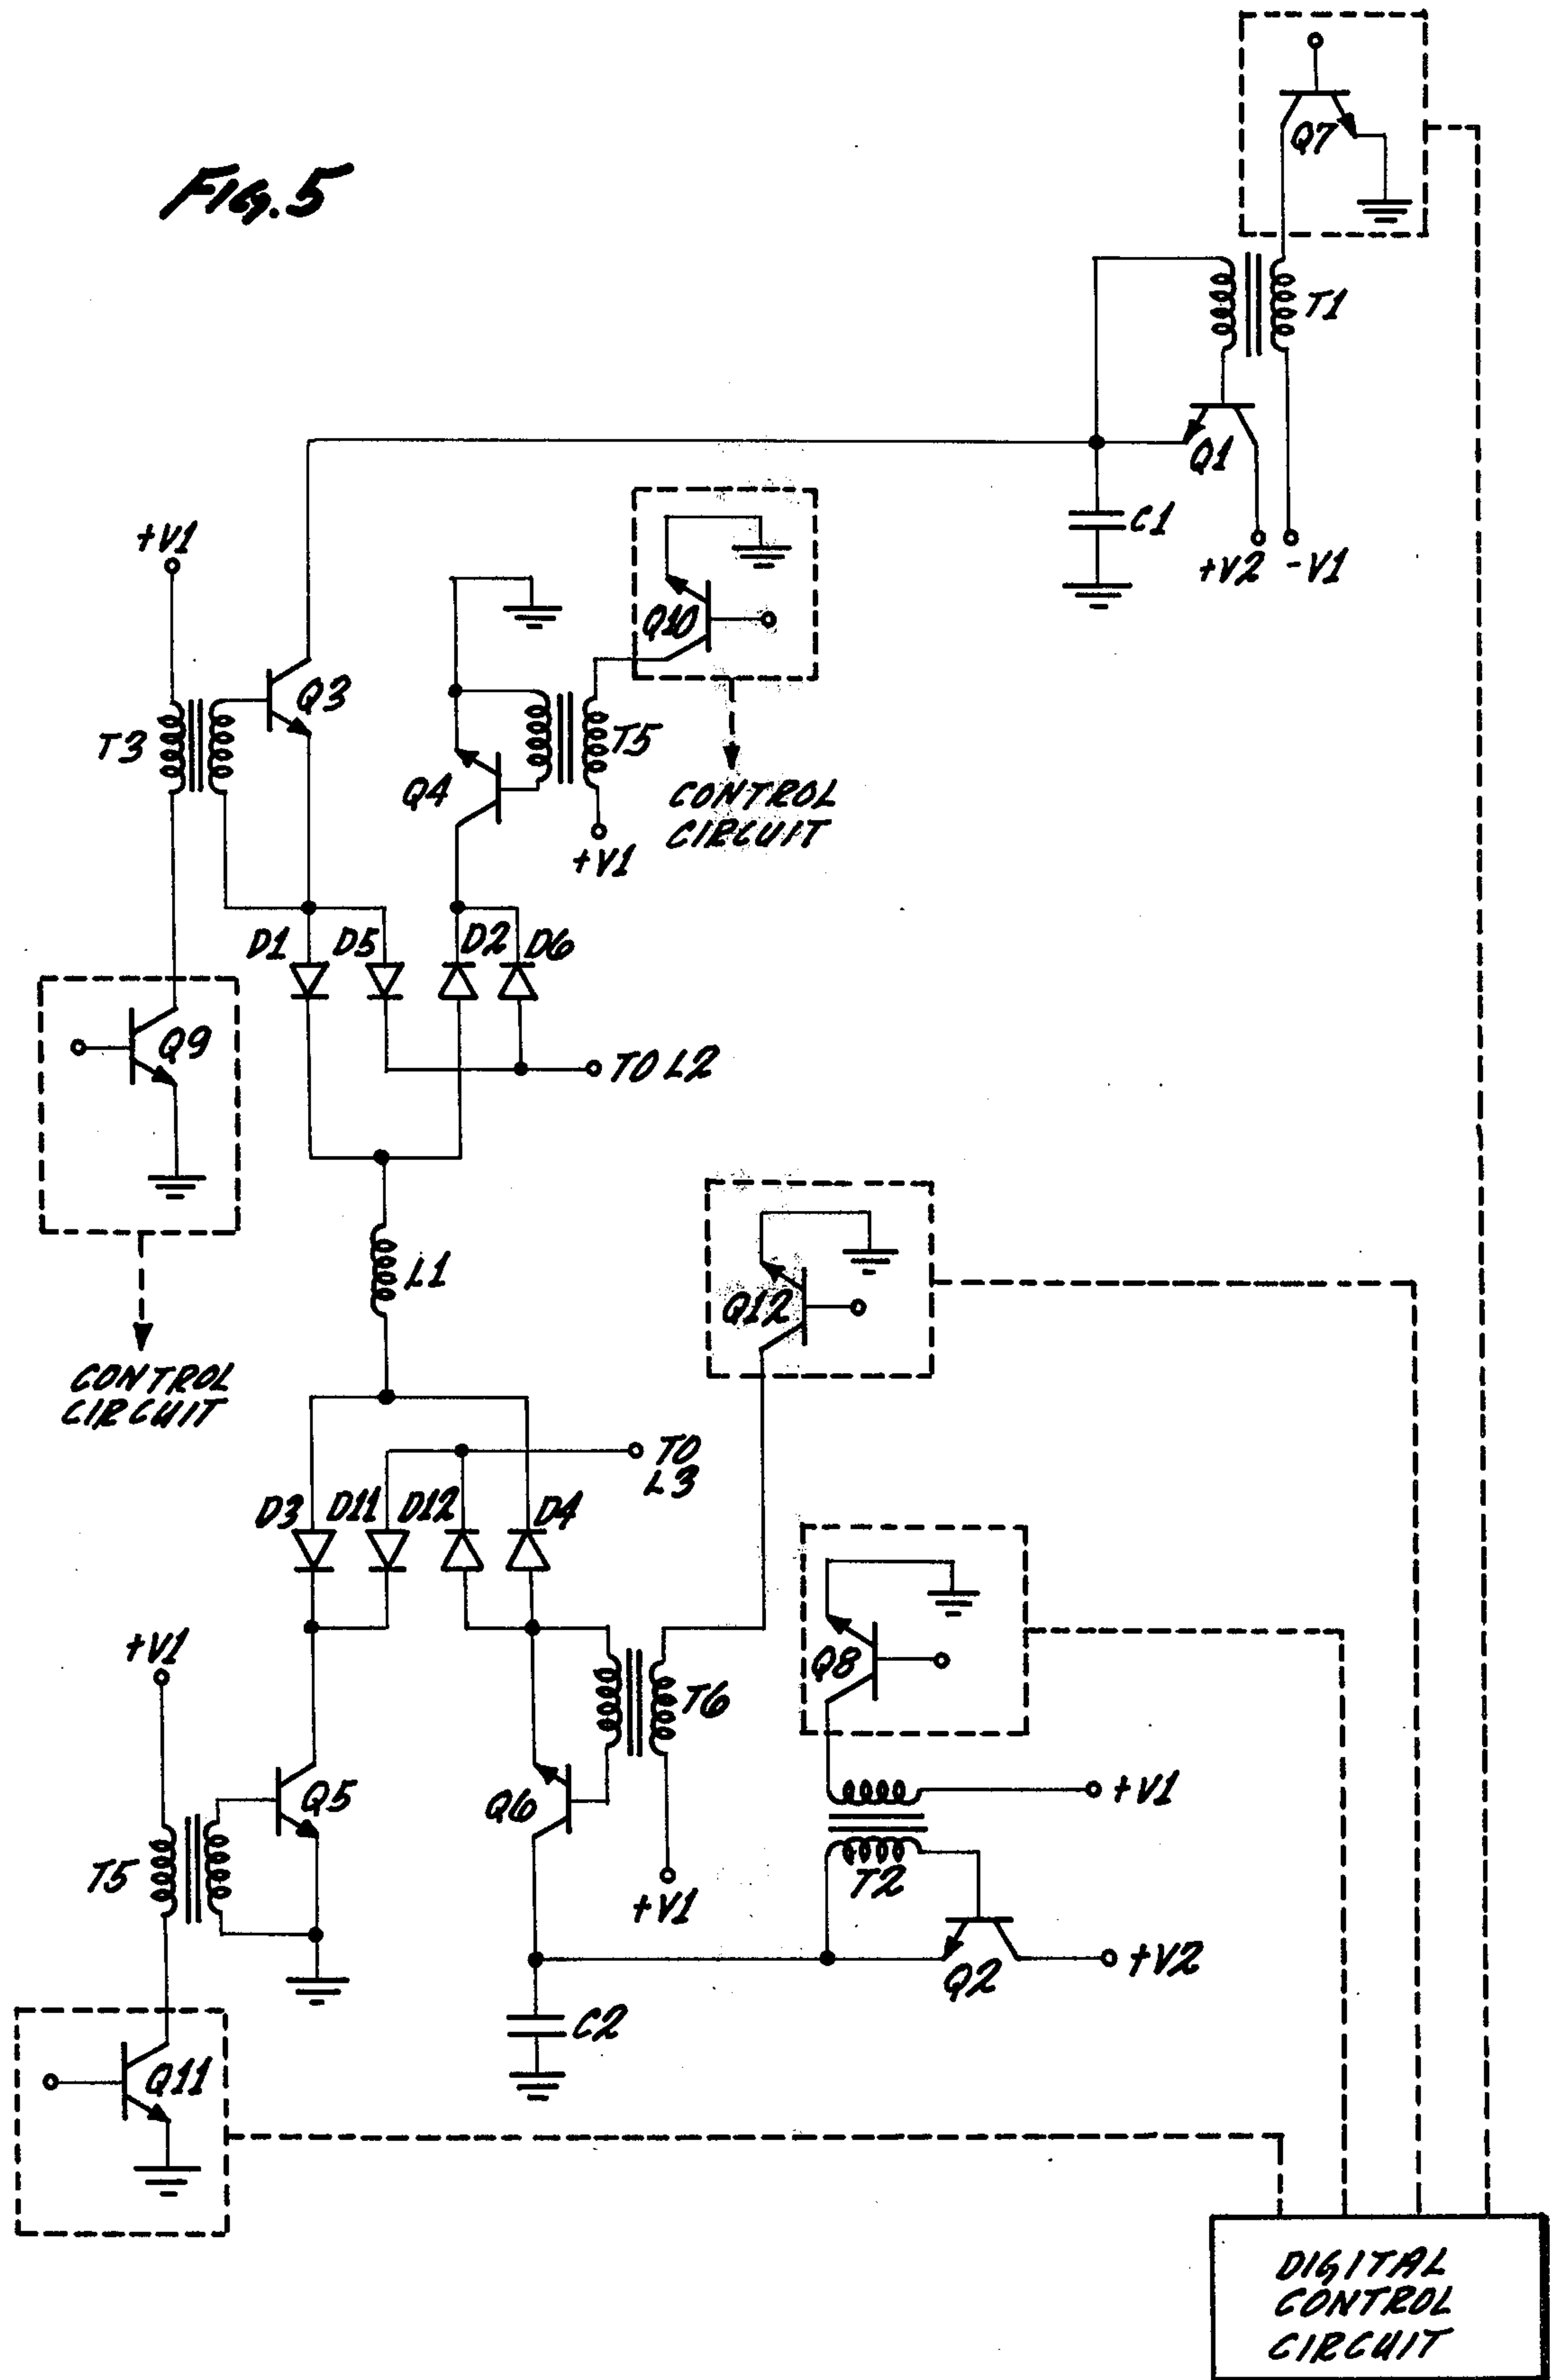 FIG. 5
Q7
T1
Q1
C1
+V2
-V1
+V1
Q10
Q3
T3
T5
Q4
+V1
CONTROL
CIRCUIT
D1
D5
D2
D6
Q9
TO L2
L1
Q12
CONTROL
CIRCUIT
TO
L3
D3
D11
D12
D4
+V1
Q8
T6
Q5
Q6
+V1
T5
T2
+V1
Q2
+V2
C2
Q11
DIGITAL
CONTROL
CIRCUIT